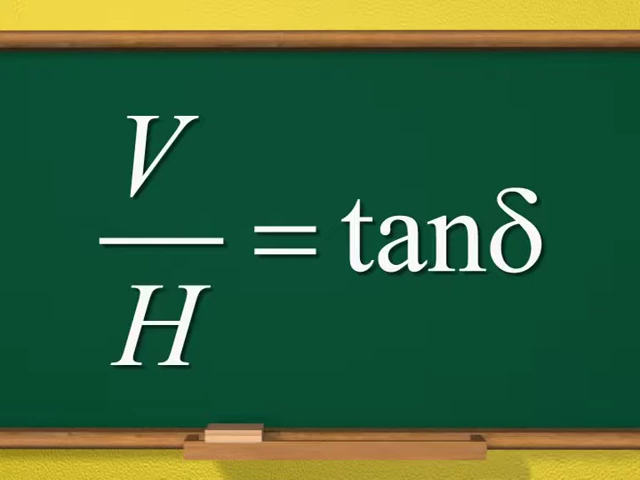 V/H = tanδ